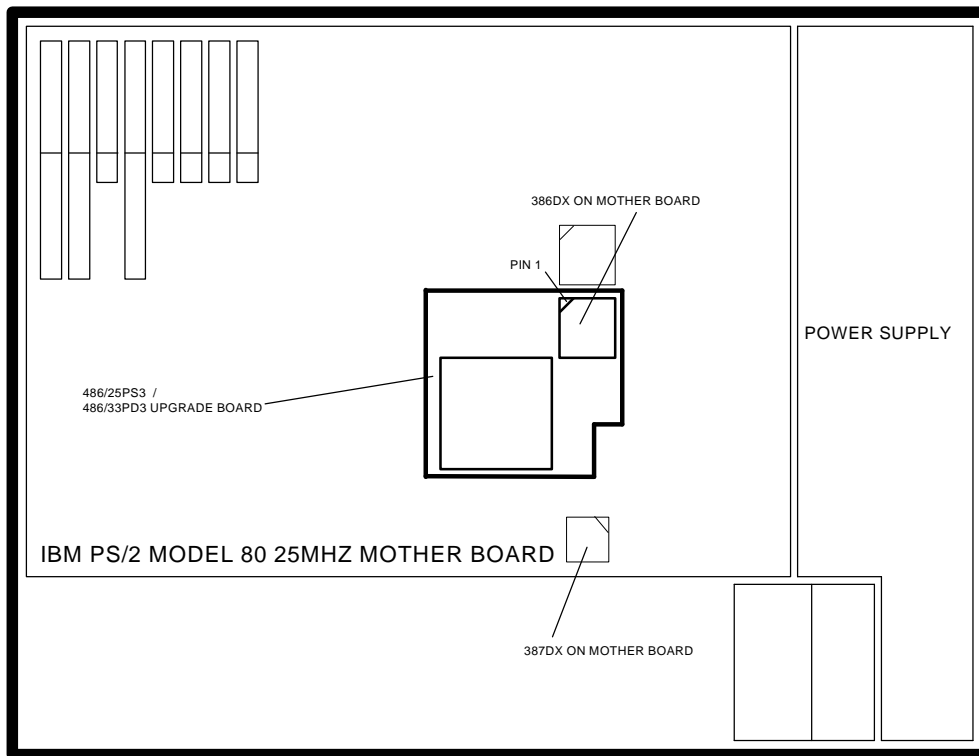 386DX ON MOTHER BOARD
PIN 1
POWER SUPPLY
486/25PS3 /
486/33PD3 UPGRADE BOARD
IBM PS/2 MODEL 80 25MHZ MOTHER BOARD
387DX ON MOTHER BOARD